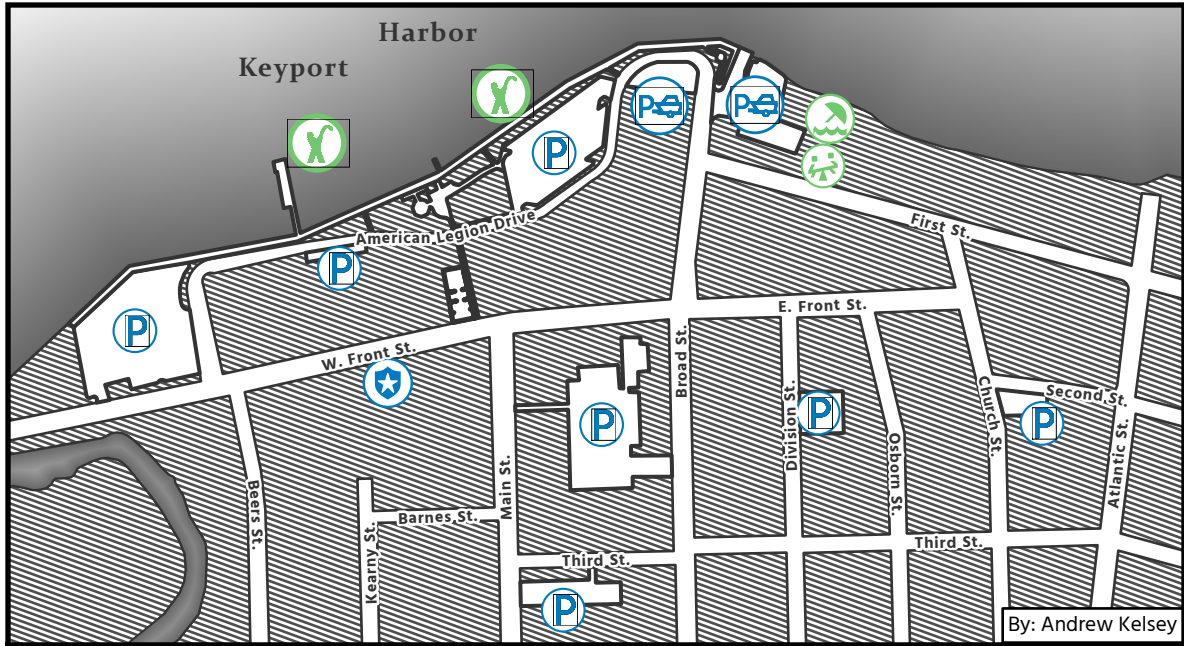 Harbor
Keyport
P
P
P
First St.
American Legion Drive
P
E. Front St.
P
W. Front St.
Broad St.
Church St.
Second St.
Division St.
P
P
P
Atlantic St.
Osborn St.
Main St.
Beers St.
Barnes St.
Kearny St.
Third St.
Third St.
P
By: Andrew Kelsey